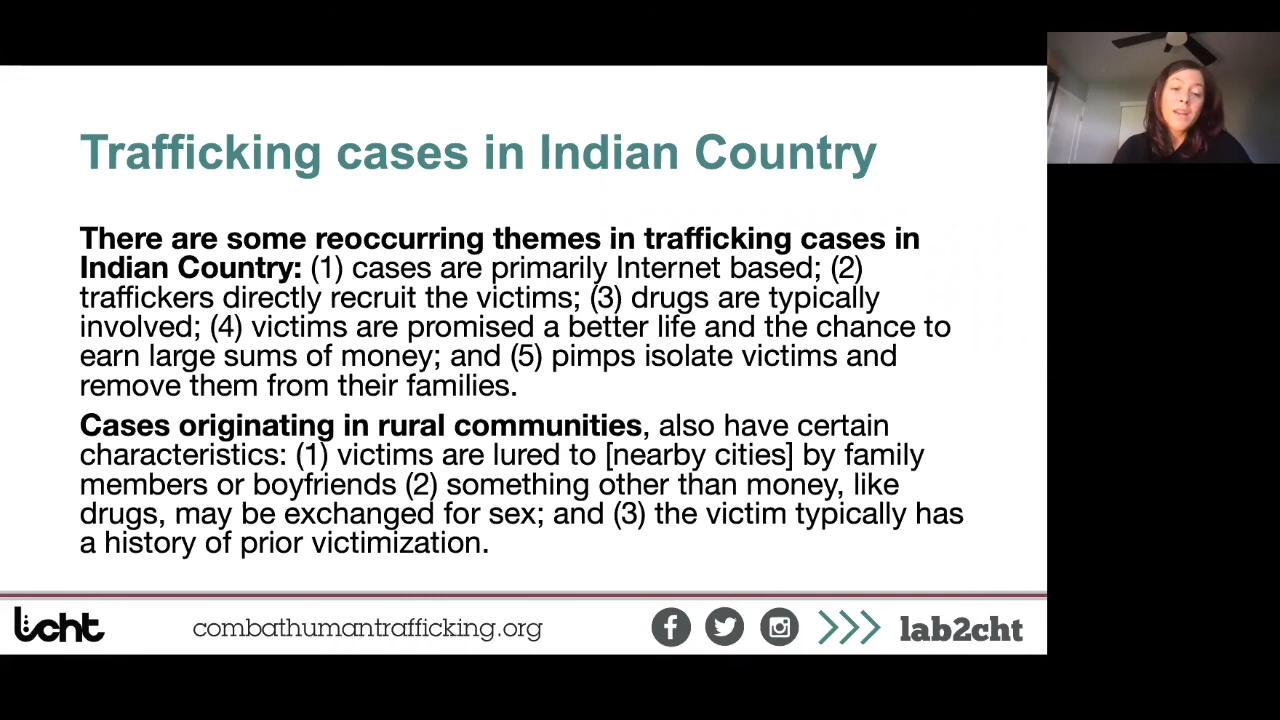 Trafficking cases in Indian Country
There are some reoccurring themes in trafficking cases in
Indian Country: (1) cases are primarily Internet based; (2)
traffickers directly recruit the victims; (3) drugs are typically
involved; (4) victims are promised a better life and the chance to
earn large sums of money; and (5) pimps isolate victims and
remove them from their families.
Cases originating in rural communities, also have certain
characteristics: (1) victims are lured to [nearby cities] by family
members or boyfriends (2) something other than money, like
drugs, may be exchanged for sex; and (3) the victim typically has
a history of prior victimization.
lcht
combathumantrafficking.org
lab2cht